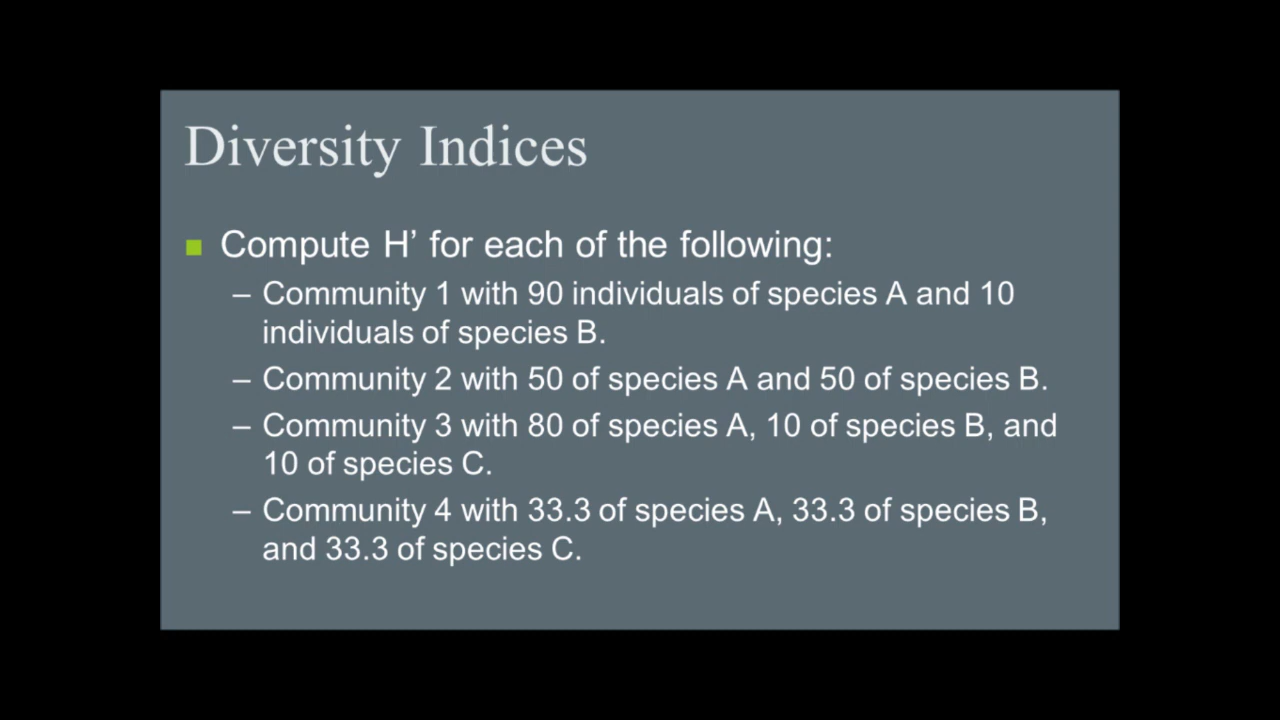 Diversity Indices
Compute H’ for each of the following:
– Community 1 with 90 individuals of species A and 10
individuals of species B.
– Community 2 with 50 of species A and 50 of species B.
– Community 3 with 80 of species A, 10 of species B, and
10 of species C.
– Community 4 with 33.3 of species A, 33.3 of species B,
and 33.3 of species C.